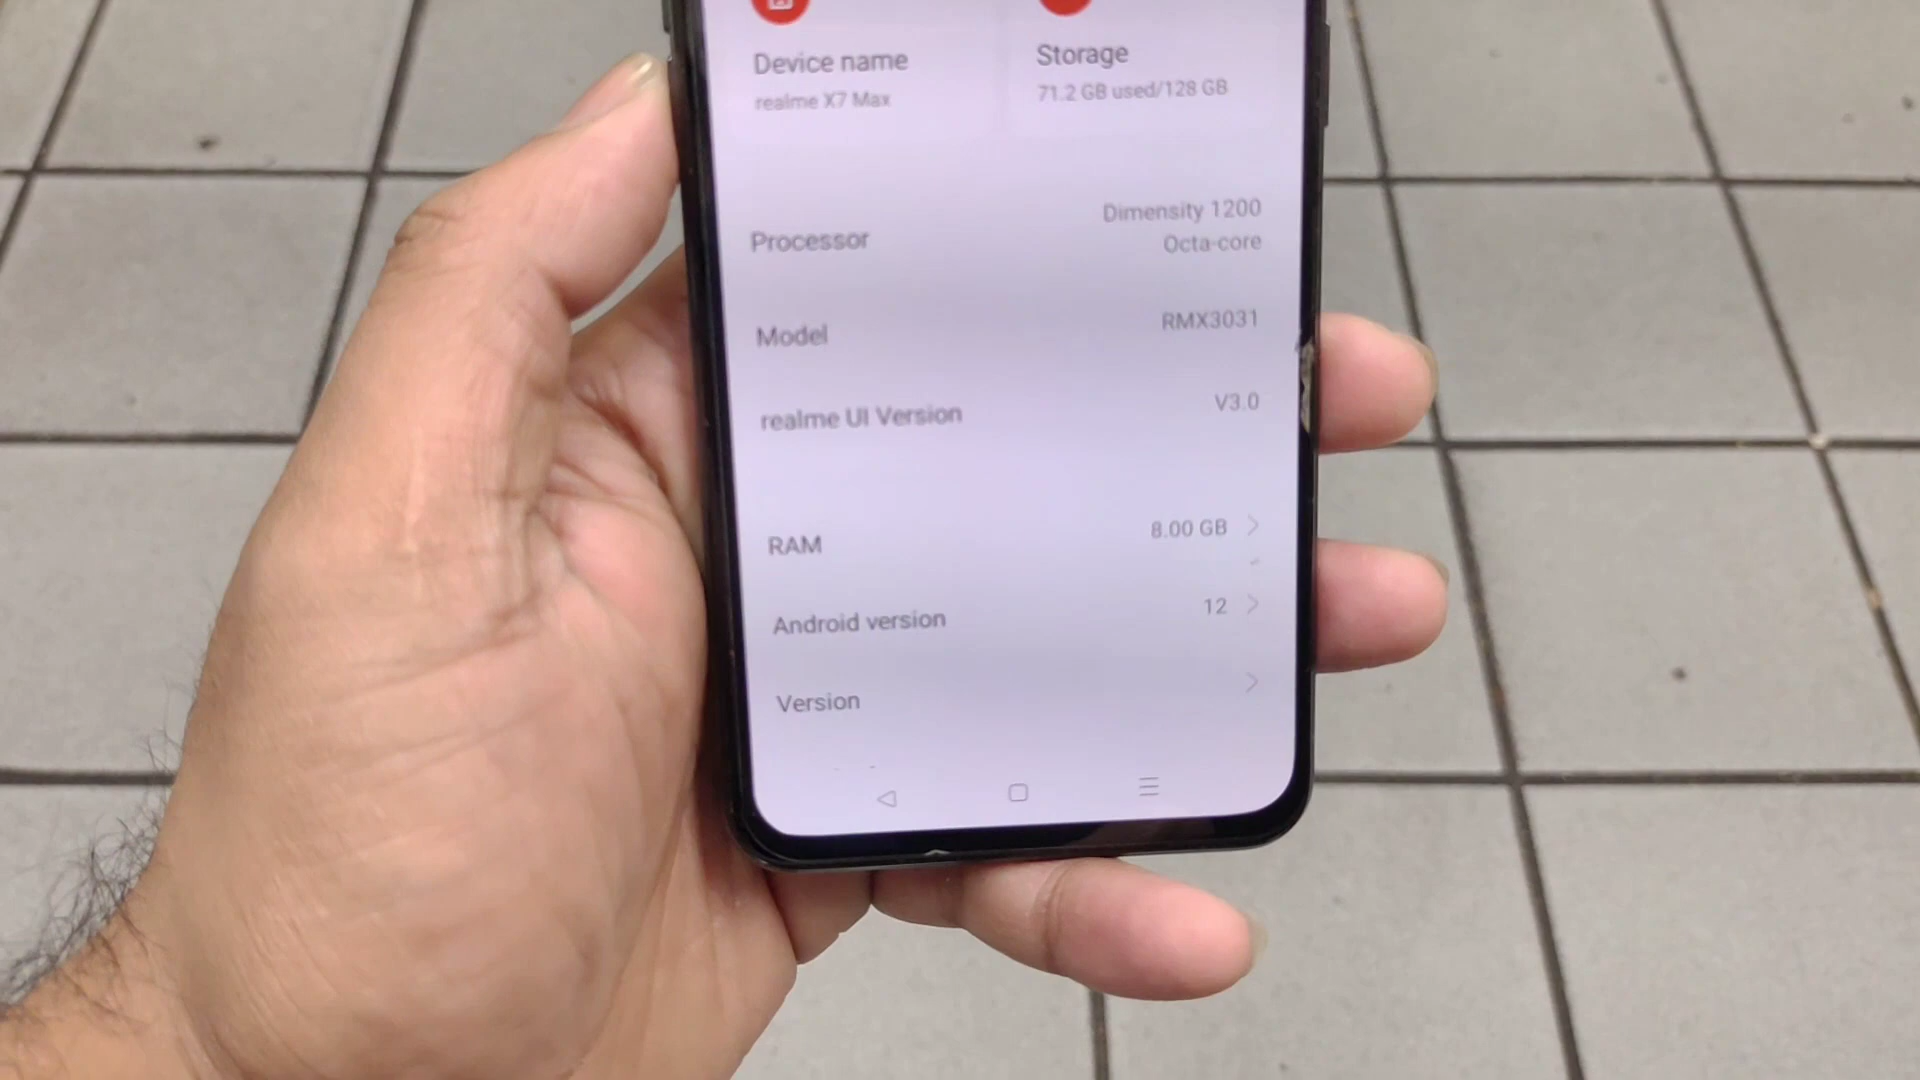 Device name
realme X7 Max
Storage
71.2 GB used/128 GB
Processor
Dimensity 1200
Octa-core
Model
RMX3031
realme UI Version
V3.0
RAM
8.00 GB
Android version
12
Version